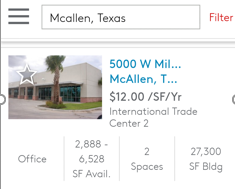 Mcallen, Texas
Filter
5000 W Mil...
McAllen, T...
$12.00 /SF/Yr
International Trade
Center 2
Office
2,888 -
6,528
SF Avail.
2
Spaces
27,300
SF Bldg